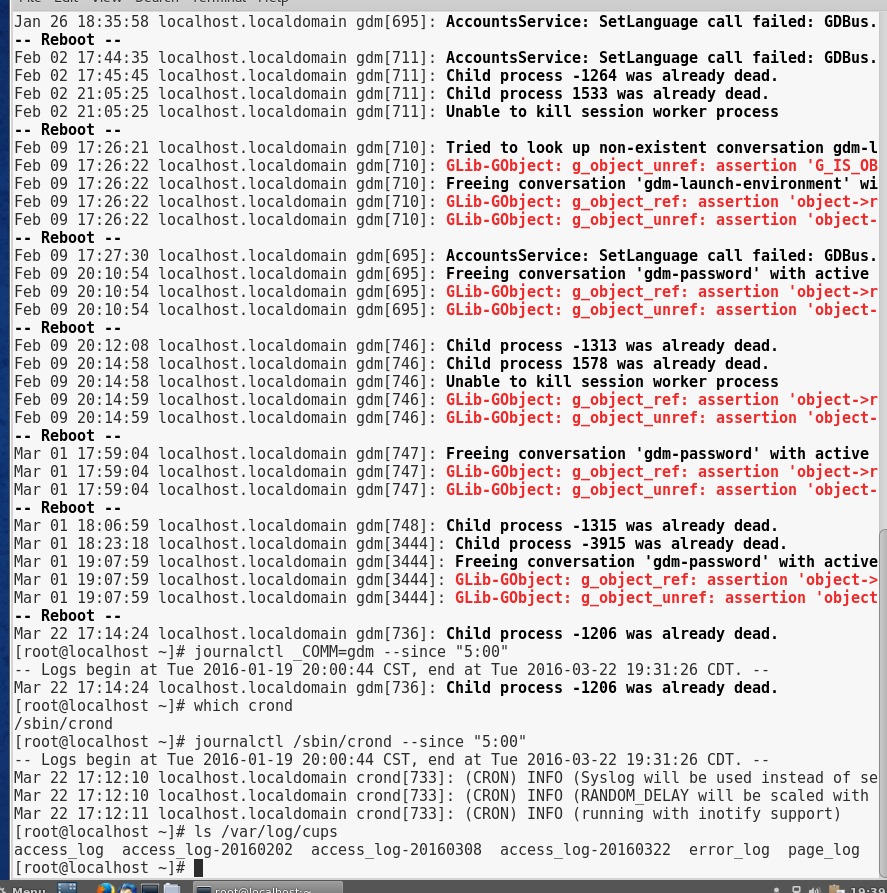 File Edit View Search Terminal Help
Jan 26 18:35:58 localhost.localdomain gdm[695]: AccountsService: SetLanguage call failed: GDBus.
-- Reboot --
Feb 02 17:44:35 localhost.localdomain gdm[711]: AccountsService: SetLanguage call failed: GDBus.
Feb 02 17:45:45 localhost.localdomain gdm[711]: Child process -1264 was already dead.
Feb 02 21:05:25 localhost.localdomain gdm[711]: Child process 1533 was already dead.
Feb 02 21:05:25 localhost.localdomain gdm[711]: Unable to kill session worker process
-- Reboot --
Feb 09 17:26:21 localhost.localdomain gdm[710]: Tried to look up non-existent conversation gdm-l
Feb 09 17:26:22 localhost.localdomain gdm[710]: GLib-GObject: g_object_unref: assertion 'G_IS_OB
Feb 09 17:26:22 localhost.localdomain gdm[710]: Freeing conversation 'gdm-launch-environment' wi
Feb 09 17:26:22 localhost.localdomain gdm[710]: GLib-GObject: g_object_ref: assertion 'object->r
Feb 09 17:26:22 localhost.localdomain gdm[710]: GLib-GObject: g_object_unref: assertion 'object-
-- Reboot --
Feb 09 17:27:30 localhost.localdomain gdm[695]: AccountsService: SetLanguage call failed: GDBus.
Feb 09 20:10:54 localhost.localdomain gdm[695]: Freeing conversation 'gdm-password' with active
Feb 09 20:10:54 localhost.localdomain gdm[695]: GLib-GObject: g_object_ref: assertion 'object->r
Feb 09 20:10:54 localhost.localdomain gdm[695]: GLib-GObject: g_object_unref: assertion 'object-
-- Reboot --
Feb 09 20:12:08 localhost.localdomain gdm[746]: Child process -1313 was already dead.
Feb 09 20:14:58 localhost.localdomain gdm[746]: Child process 1578 was already dead.
Feb 09 20:14:58 localhost.localdomain gdm[746]: Unable to kill session worker process
Feb 09 20:14:59 localhost.localdomain gdm[746]: GLib-GObject: g_object_ref: assertion 'object->r
Feb 09 20:14:59 localhost.localdomain gdm[746]: GLib-GObject: g_object_unref: assertion 'object-
-- Reboot --
Mar 01 17:59:04 localhost.localdomain gdm[747]: Freeing conversation 'gdm-password' with active
Mar 01 17:59:04 localhost.localdomain gdm[747]: GLib-GObject: g_object_ref: assertion 'object->r
Mar 01 17:59:04 localhost.localdomain gdm[747]: GLib-GObject: g_object_unref: assertion 'object-
-- Reboot --
Mar 01 18:06:59 localhost.localdomain gdm[748]: Child process -1315 was already dead.
Mar 01 18:23:18 localhost.localdomain gdm[3444]: Child process -3915 was already dead.
Mar 01 19:07:59 localhost.localdomain gdm[3444]: Freeing conversation 'gdm-password' with active
Mar 01 19:07:59 localhost.localdomain gdm[3444]: GLib-GObject: g_object_ref: assertion 'object->
Mar 01 19:07:59 localhost.localdomain gdm[3444]: GLib-GObject: g_object_unref: assertion 'object
-- Reboot --
Mar 22 17:14:24 localhost.localdomain gdm[736]: Child process -1206 was already dead.
[root@localhost ~]# journalctl _COMM=gdm --since "5:00"
-- Logs begin at Tue 2016-01-19 20:00:44 CST, end at Tue 2016-03-22 19:31:26 CDT. --
Mar 22 17:14:24 localhost.localdomain gdm[736]: Child process -1206 was already dead.
[root@localhost ~]# which crond
/sbin/crond
[root@localhost ~]# journalctl /sbin/crond --since "5:00"
-- Logs begin at Tue 2016-01-19 20:00:44 CST, end at Tue 2016-03-22 19:31:26 CDT. --
Mar 22 17:12:10 localhost.localdomain crond[733]: (CRON) INFO (Syslog will be used instead of se
Mar 22 17:12:10 localhost.localdomain crond[733]: (CRON) INFO (RANDOM_DELAY will be scaled with
Mar 22 17:12:11 localhost.localdomain crond[733]: (CRON) INFO (running with inotify support)
[root@localhost ~]# ls /var/log/cups
access_log access_log-20160202 access_log-20160308 access_log-20160322 error_log page_log
[root@localhost ~]#
Menu root@localhost:~ 19:39